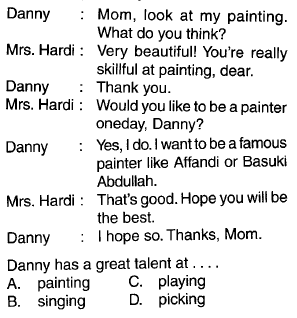 Danny : Mom, look at my painting.
What do you think?
Mrs. Hardi : Very beautiful! You're really
skillful at painting, dear.
Danny : Thank you.
Mrs. Hardi : Would you like to be a painter
oneday, Danny?
Danny : Yes, I do. I want to be a famous
painter like Affandi or Basuki
Abdullah.
Mrs. Hardi : That's good. Hope you will be
the best.
Danny : I hope so. Thanks, Mom.
Danny has a great talent at . . . .
A. painting C. playing
B. singing D. picking